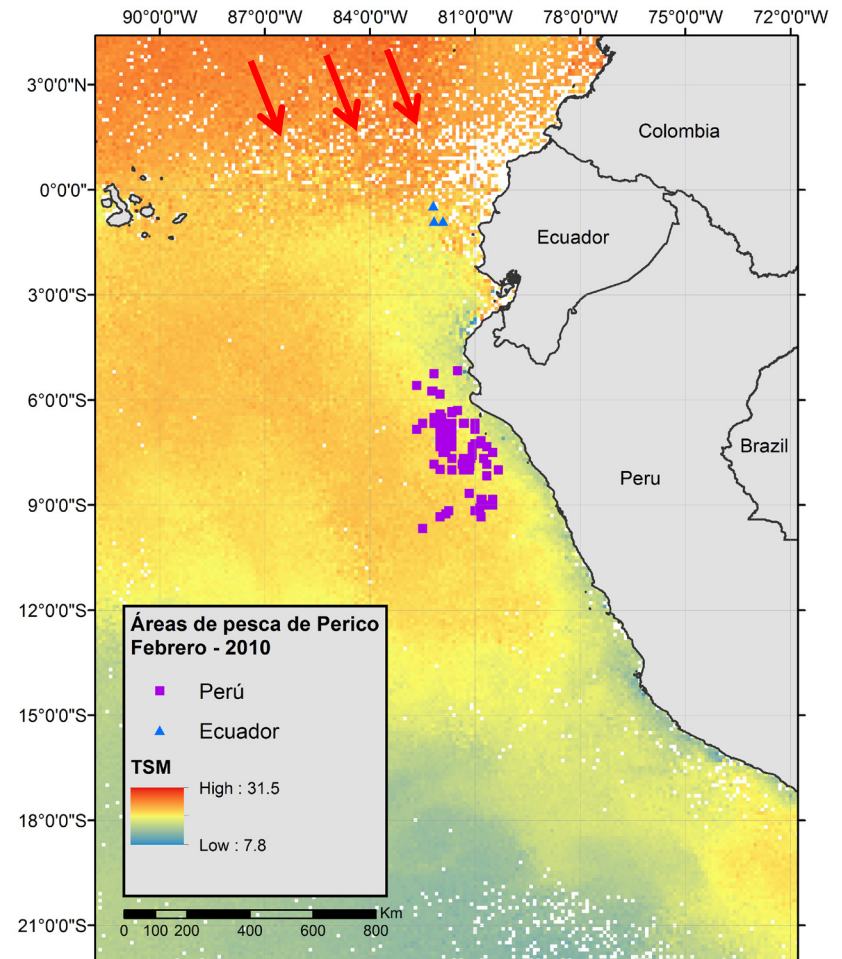 90°0'0"W 87°0'0"W 84°0'0"W 81°0'0"W 78°0'0"W 75°0'0"W 72°0'0"W
3°0'0"N
Colombia
0°0'0"
Ecuador
3°0'0"S
6°0'0"S
Brazil
Peru
9°0'0"S
12°0'0"S
Áreas de pesca de Perico
Febrero - 2010
Perú
15°0'0"S
Ecuador
TSM
High : 31.5
18°0'0"S
Low : 7.8
Km
21°0'0"S
0 100 200 400 600 800